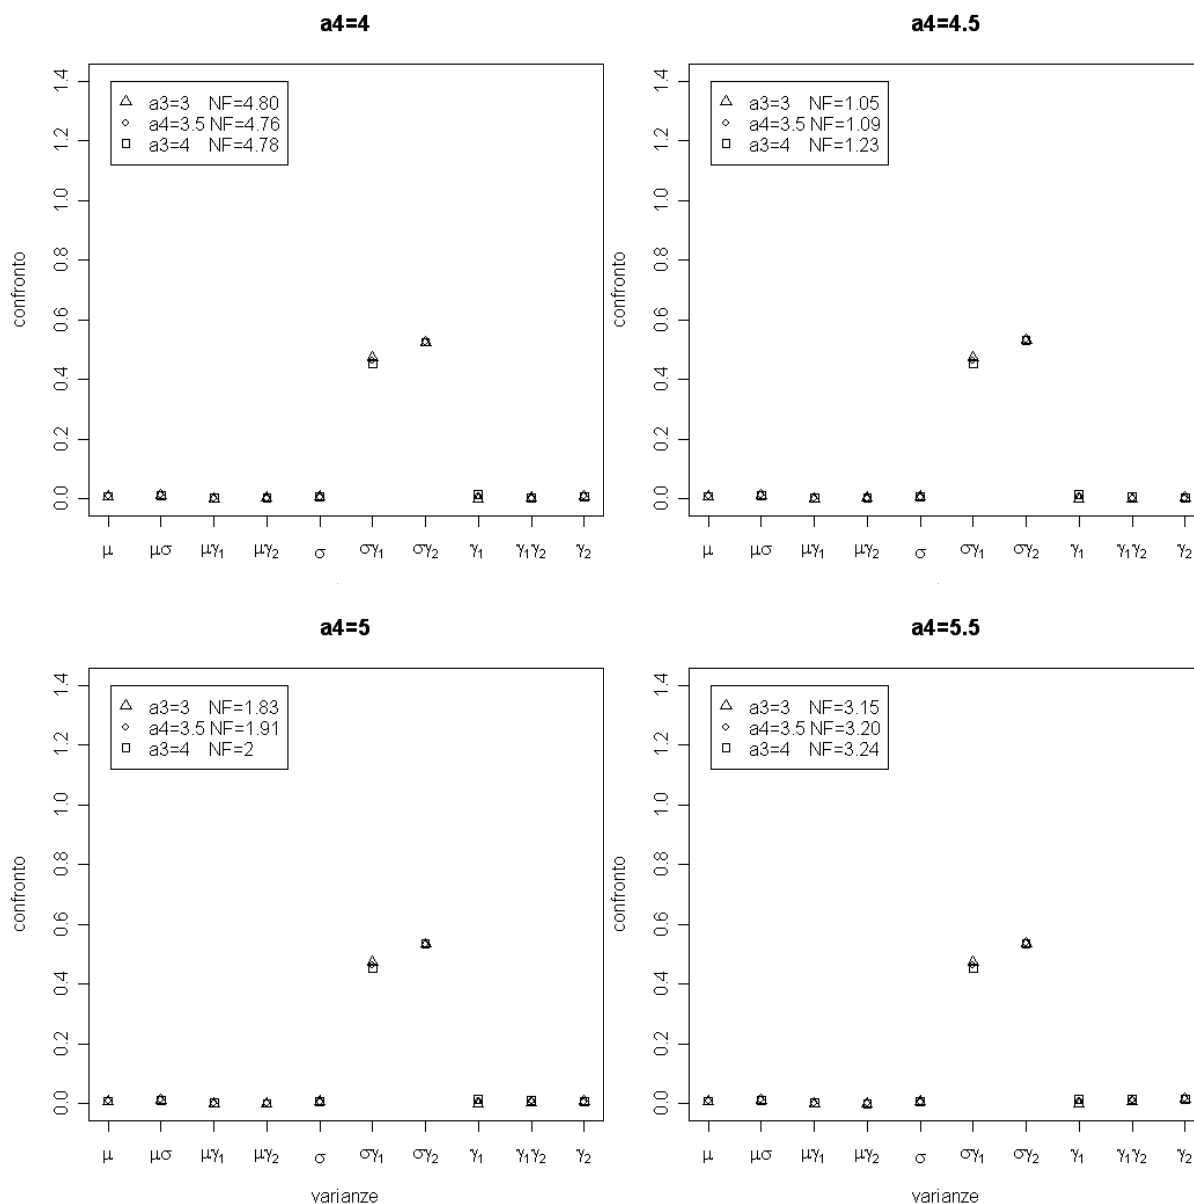 a4=4
a3=3 NF=4.80
a4=3.5 NF=4.76
a3=4 NF=4.78
confronto
0.0 0.2 0.4 0.6 0.8 1.0 1.2 1.4
μ μσ μγ1 μγ2 σ σγ1 σγ2 γ1 γ1γ2 γ2
a4=4.5
a3=3 NF=1.05
a4=3.5 NF=1.09
a3=4 NF=1.23
confronto
0.0 0.2 0.4 0.6 0.8 1.0 1.2 1.4
μ μσ μγ1 μγ2 σ σγ1 σγ2 γ1 γ1γ2 γ2
a4=5
a3=3 NF=1.83
a4=3.5 NF=1.91
a3=4 NF=2
confronto
0.0 0.2 0.4 0.6 0.8 1.0 1.2 1.4
μ μσ μγ1 μγ2 σ σγ1 σγ2 γ1 γ1γ2 γ2
varianze
a4=5.5
a3=3 NF=3.15
a4=3.5 NF=3.20
a3=4 NF=3.24
confronto
0.0 0.2 0.4 0.6 0.8 1.0 1.2 1.4
μ μσ μγ1 μγ2 σ σγ1 σγ2 γ1 γ1γ2 γ2
varianze